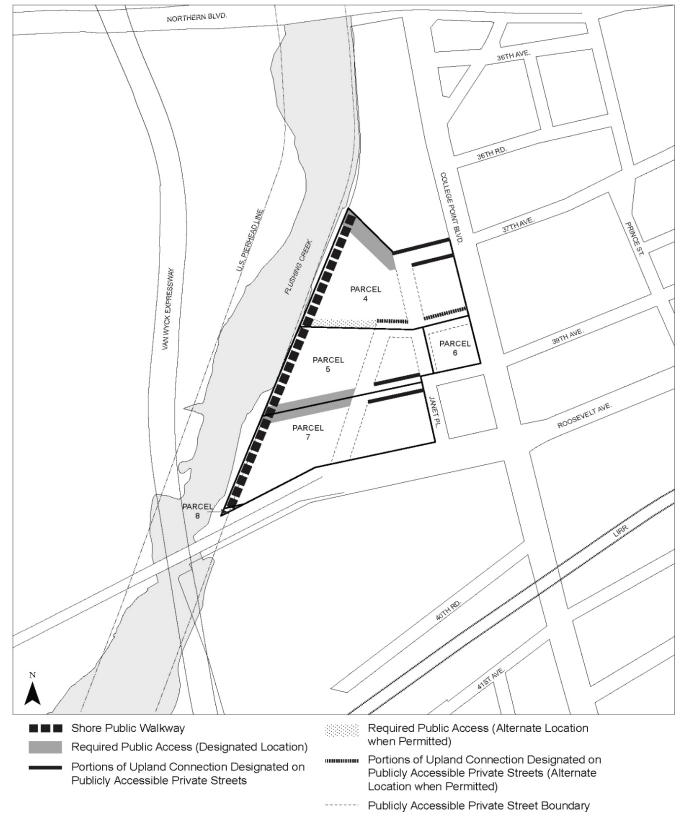 NORTHERN BLVD.
36TH AVE.
36TH RD.
COLLEGE POINT BLVD.
37TH AVE.
PRINCE ST.
U.S. PIERHEAD LINE
FLUSHING CREEK
VAN WYCK EXPRESSWAY
PARCEL
4
39TH AVE.
PARCEL
6
PARCEL
5
JANET PL.
ROOSEVELT AVE.
PARCEL
7
PARCEL
8
LIRR
40TH RD.
41ST AVE.
N
Shore Public Walkway
Required Public Access (Designated Location)
Portions of Upland Connection Designated on
Publicly Accessible Private Streets
Required Public Access (Alternate Location
when Permitted)
Portions of Upland Connection Designated on
Publicly Accessible Private Streets (Alternate
Location when Permitted)
Publicly Accessible Private Street Boundary